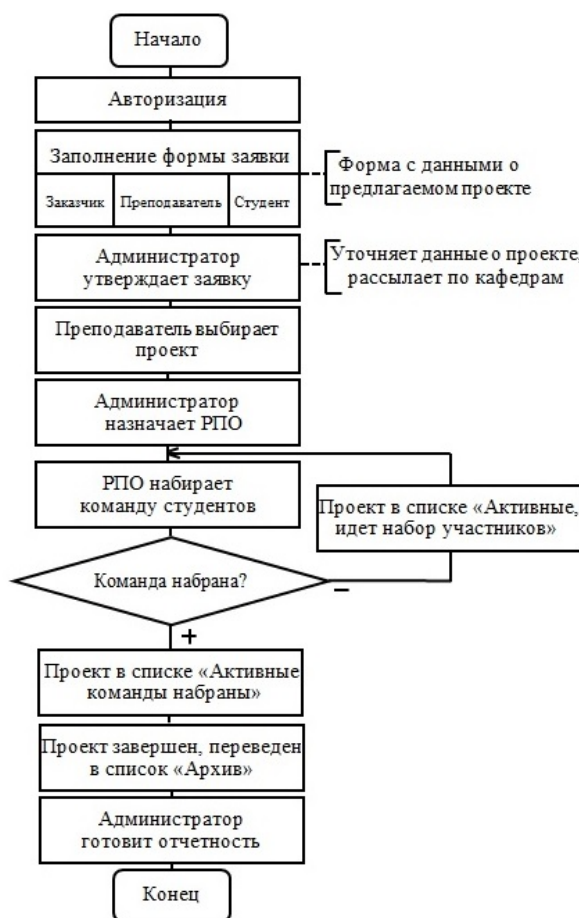 Начало
Авторизация
Заполнение формы заявки
Заказчик
Преподаватель
Студент
Форма с данными о
предлагаемом проекте
Администратор
утверждает заявку
Уточняет данные о проекте,
рассылает по кафедрам
Преподаватель выбирает
проект
Администратор
назначает РПО
РПО набирает
команду студентов
Проект в списке «Активные,
идет набор участников»
Команда набрана?
–
+
Проект в списке «Активные
команды набраны»
Проект завершен, переведен
в список «Архив»
Администратор
готовит отчетность
Конец